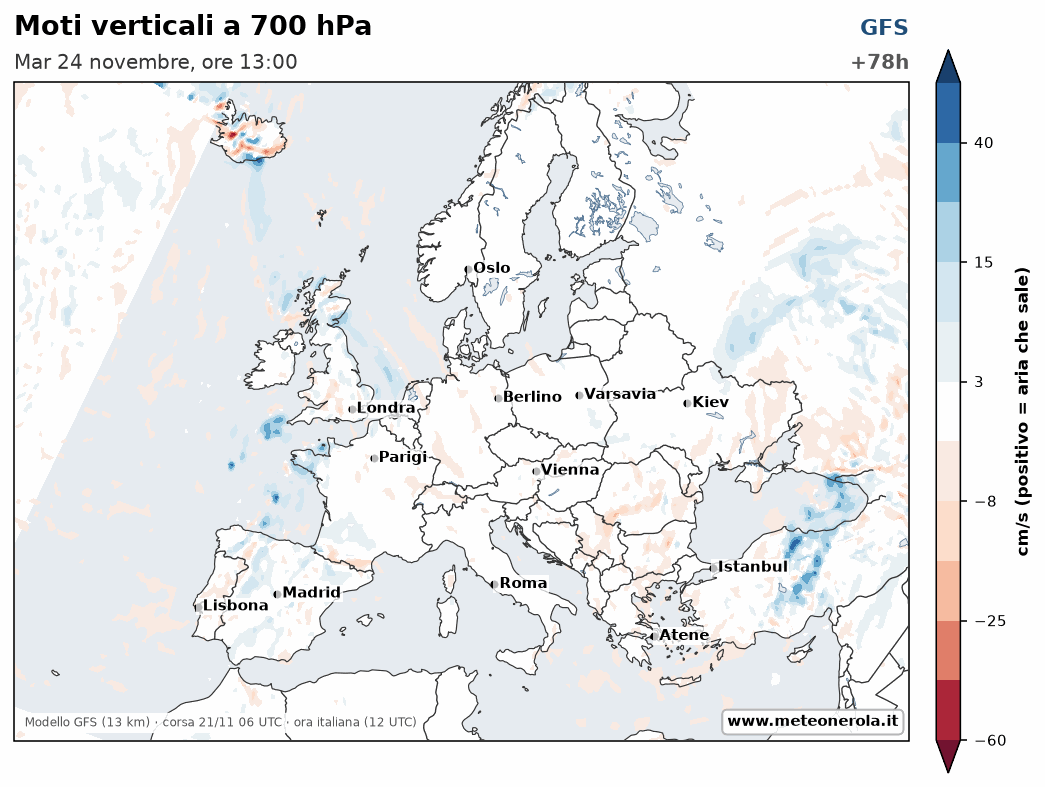 Moti verticali a 700 hPa
GFS
Mar 24 novembre, ore 13:00
+78h
40
15
3
−8
−25
−60
cm/s (positivo = aria che sale)
Oslo
Berlino
Varsavia
Kiev
Londra
Parigi
Vienna
Istanbul
Roma
Madrid
Lisbona
Atene
Modello GFS (13 km) · corsa 21/11 06 UTC · ora italiana (12 UTC)
www.meteonerola.it